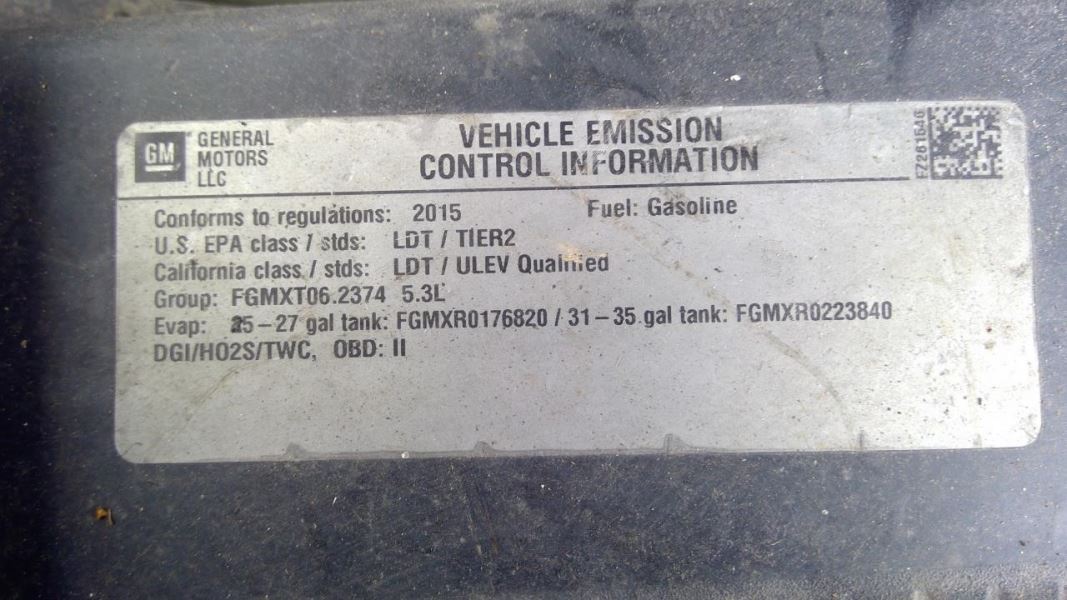 GM
GENERAL
MOTORS
LLC
VEHICLE EMISSION
CONTROL INFORMATION
Conforms to regulations: 2015 Fuel: Gasoline
U.S. EPA class / stds: LDT / TIER2
California class / stds: LDT / ULEV Qualified
Group: FGMXT06.2374 5.3L
Evap: 25-27 gal tank: FGMXR0176820 / 31-35 gal tank: FGMXR0223840
DGI/HO2S/TWC, OBD: II